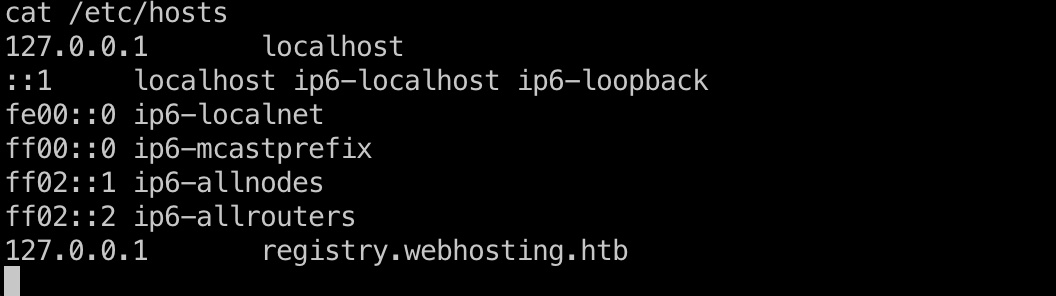 cat /etc/hosts
127.0.0.1       localhost
::1     localhost ip6-localhost ip6-loopback
fe00::0 ip6-localnet
ff00::0 ip6-mcastprefix
ff02::1 ip6-allnodes
ff02::2 ip6-allrouters
127.0.0.1       registry.webhosting.htb